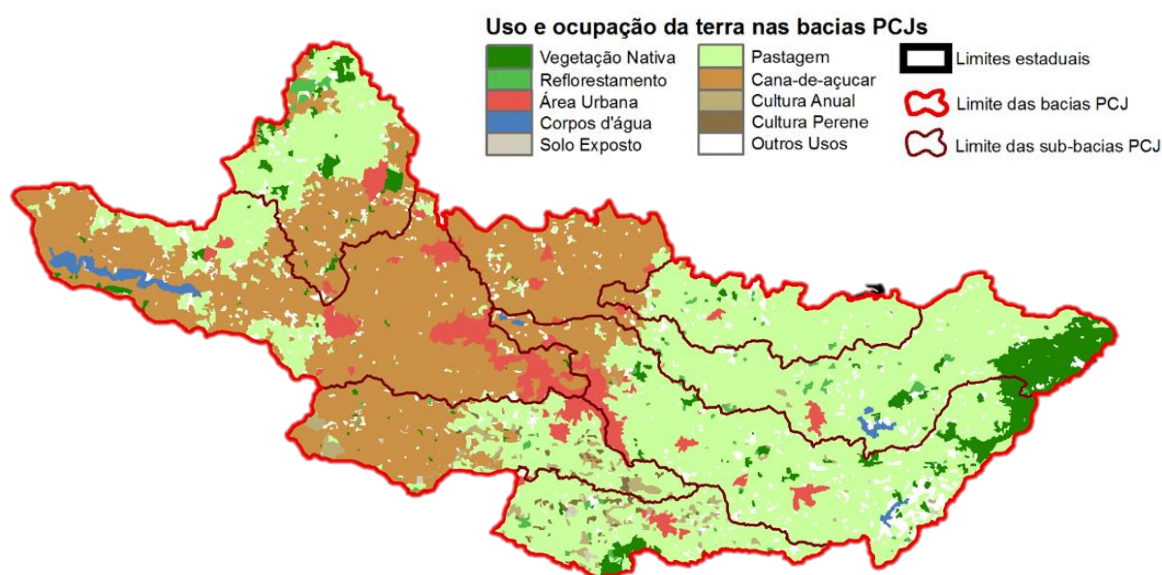 Uso e ocupação da terra nas bacias PCJs
Vegetação Nativa
Reflorestamento
Área Urbana
Corpos d'água
Solo Exposto
Pastagem
Cana-de-açucar
Cultura Anual
Cultura Perene
Outros Usos
Limites estaduais
Limite das bacias PCJ
Limite das sub-bacias PCJ